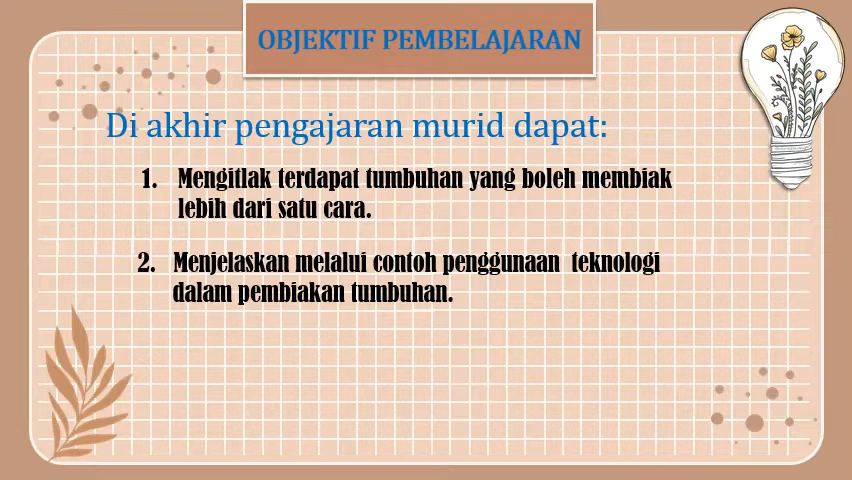 OBJEKTIF PEMBELAJARAN
Di akhir pengajaran murid dapat:
1. Mengitlak terdapat tumbuhan yang boleh membiak
lebih dari satu cara.
2. Menjelaskan melalui contoh penggunaan teknologi
dalam pembiakan tumbuhan.